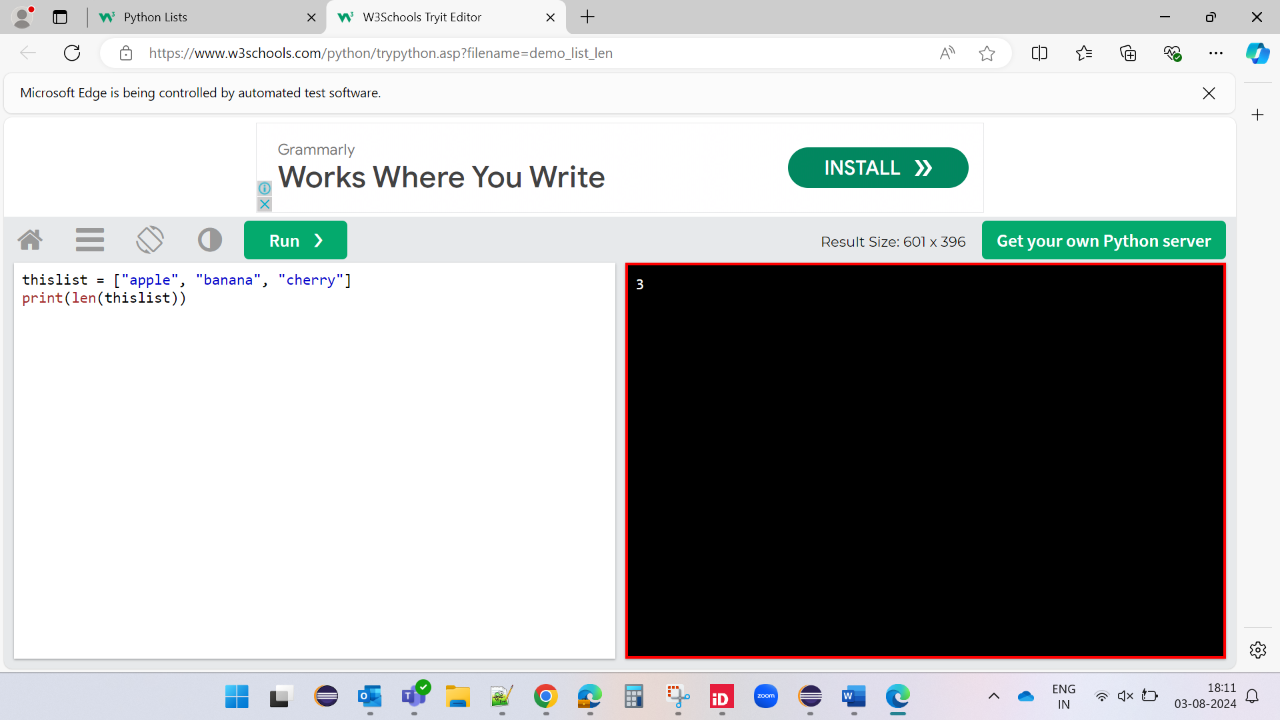 Python Lists
W3Schools Tryit Editor
https://www.w3schools.com/python/trypython.asp?filename=demo_list_len
Microsoft Edge is being controlled by automated test software.
Grammarly
Works Where You Write
INSTALL
Run ❯
Result Size: 601 x 396
Get your own Python server
thislist = ["apple", "banana", "cherry"]
print(len(thislist))
3
zoom
iD
ENG
IN
18:11
03-08-2024